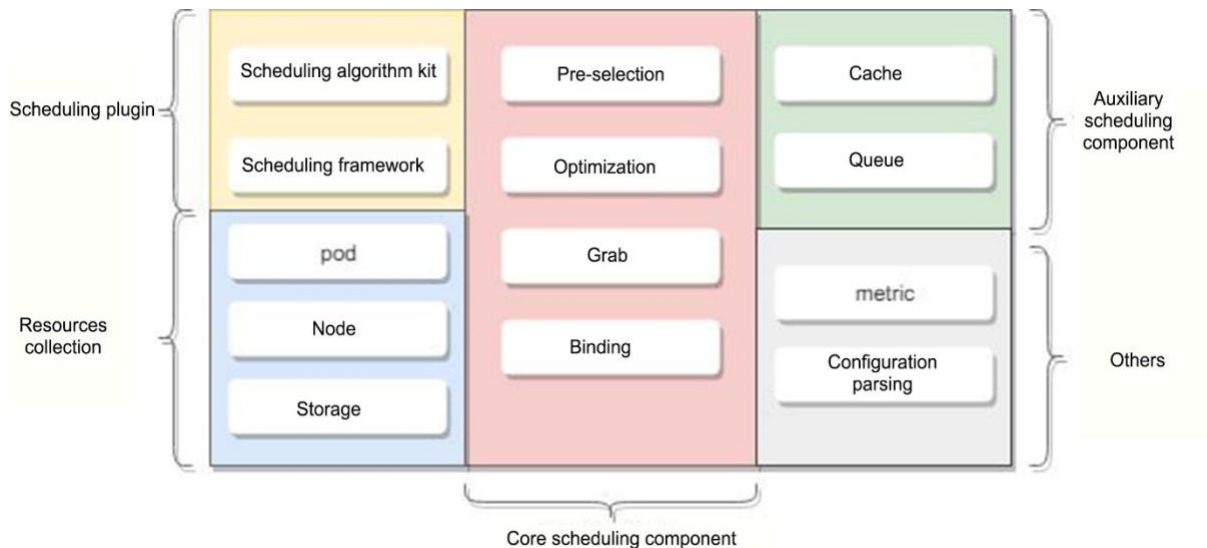 Scheduling plugin
Scheduling algorithm kit
Scheduling framework
Resources
collection
pod
Node
Storage
Pre-selection
Optimization
Grab
Binding
Core scheduling component
Cache
Queue
Auxiliary
scheduling
component
metric
Configuration
parsing
Others